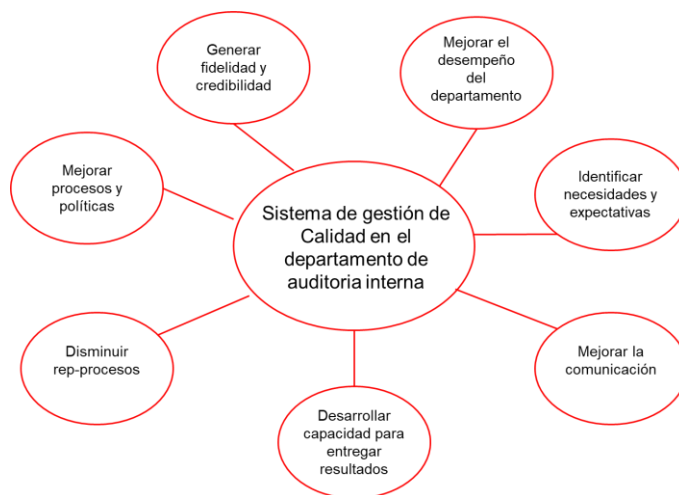 Generar
fidelidad y
credibilidad
Mejorar el
desempeño
del
departamento
Mejorar
procesos y
políticas
Identificar
necesidades y
expectativas
Sistema de gestión de
Calidad en el
departamento de
auditoria interna
Disminuir
rep-procesos
Mejorar la
comunicación
Desarrollar
capacidad para
entregar
resultados